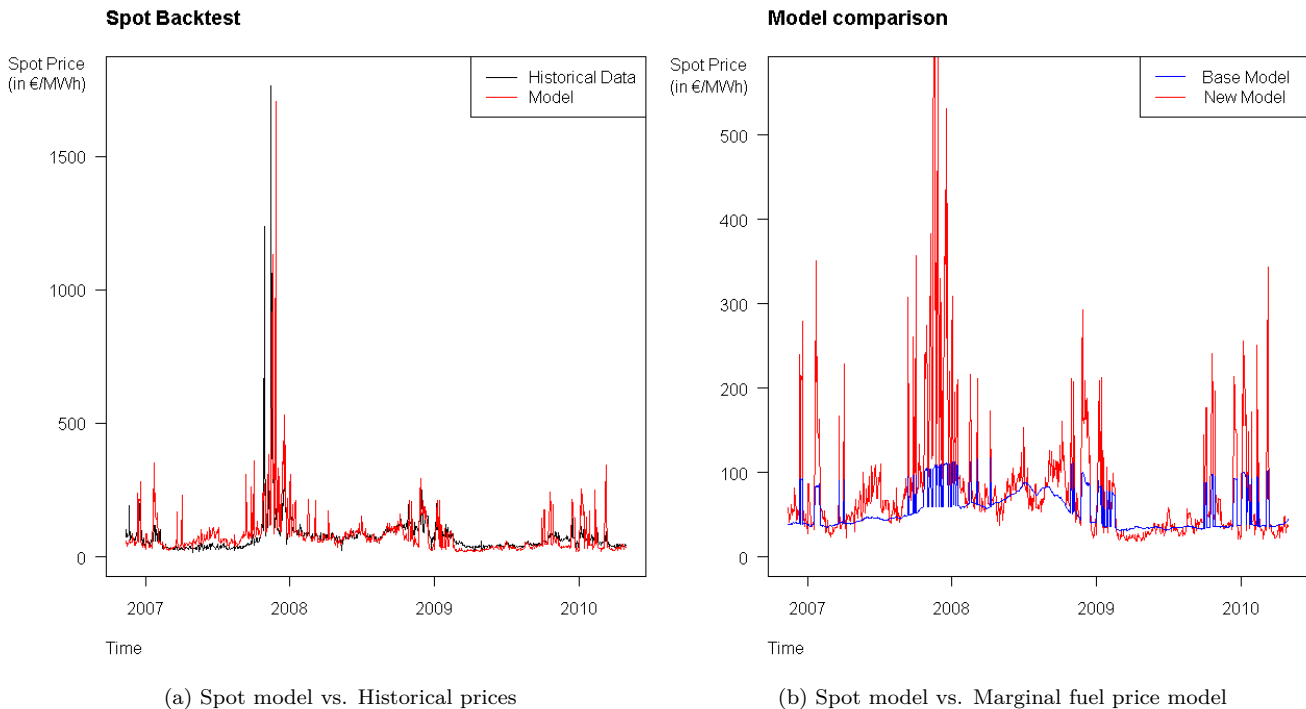 Spot Backtest
Spot Price
(in €/MWh)
Historical Data
Model
1500
1000
500
0
2007
2008
2009
2010
Time
(a) Spot model vs. Historical prices
Model comparison
Spot Price
(in €/MWh)
Base Model
New Model
500
400
300
200
100
0
2007
2008
2009
2010
Time
(b) Spot model vs. Marginal fuel price model